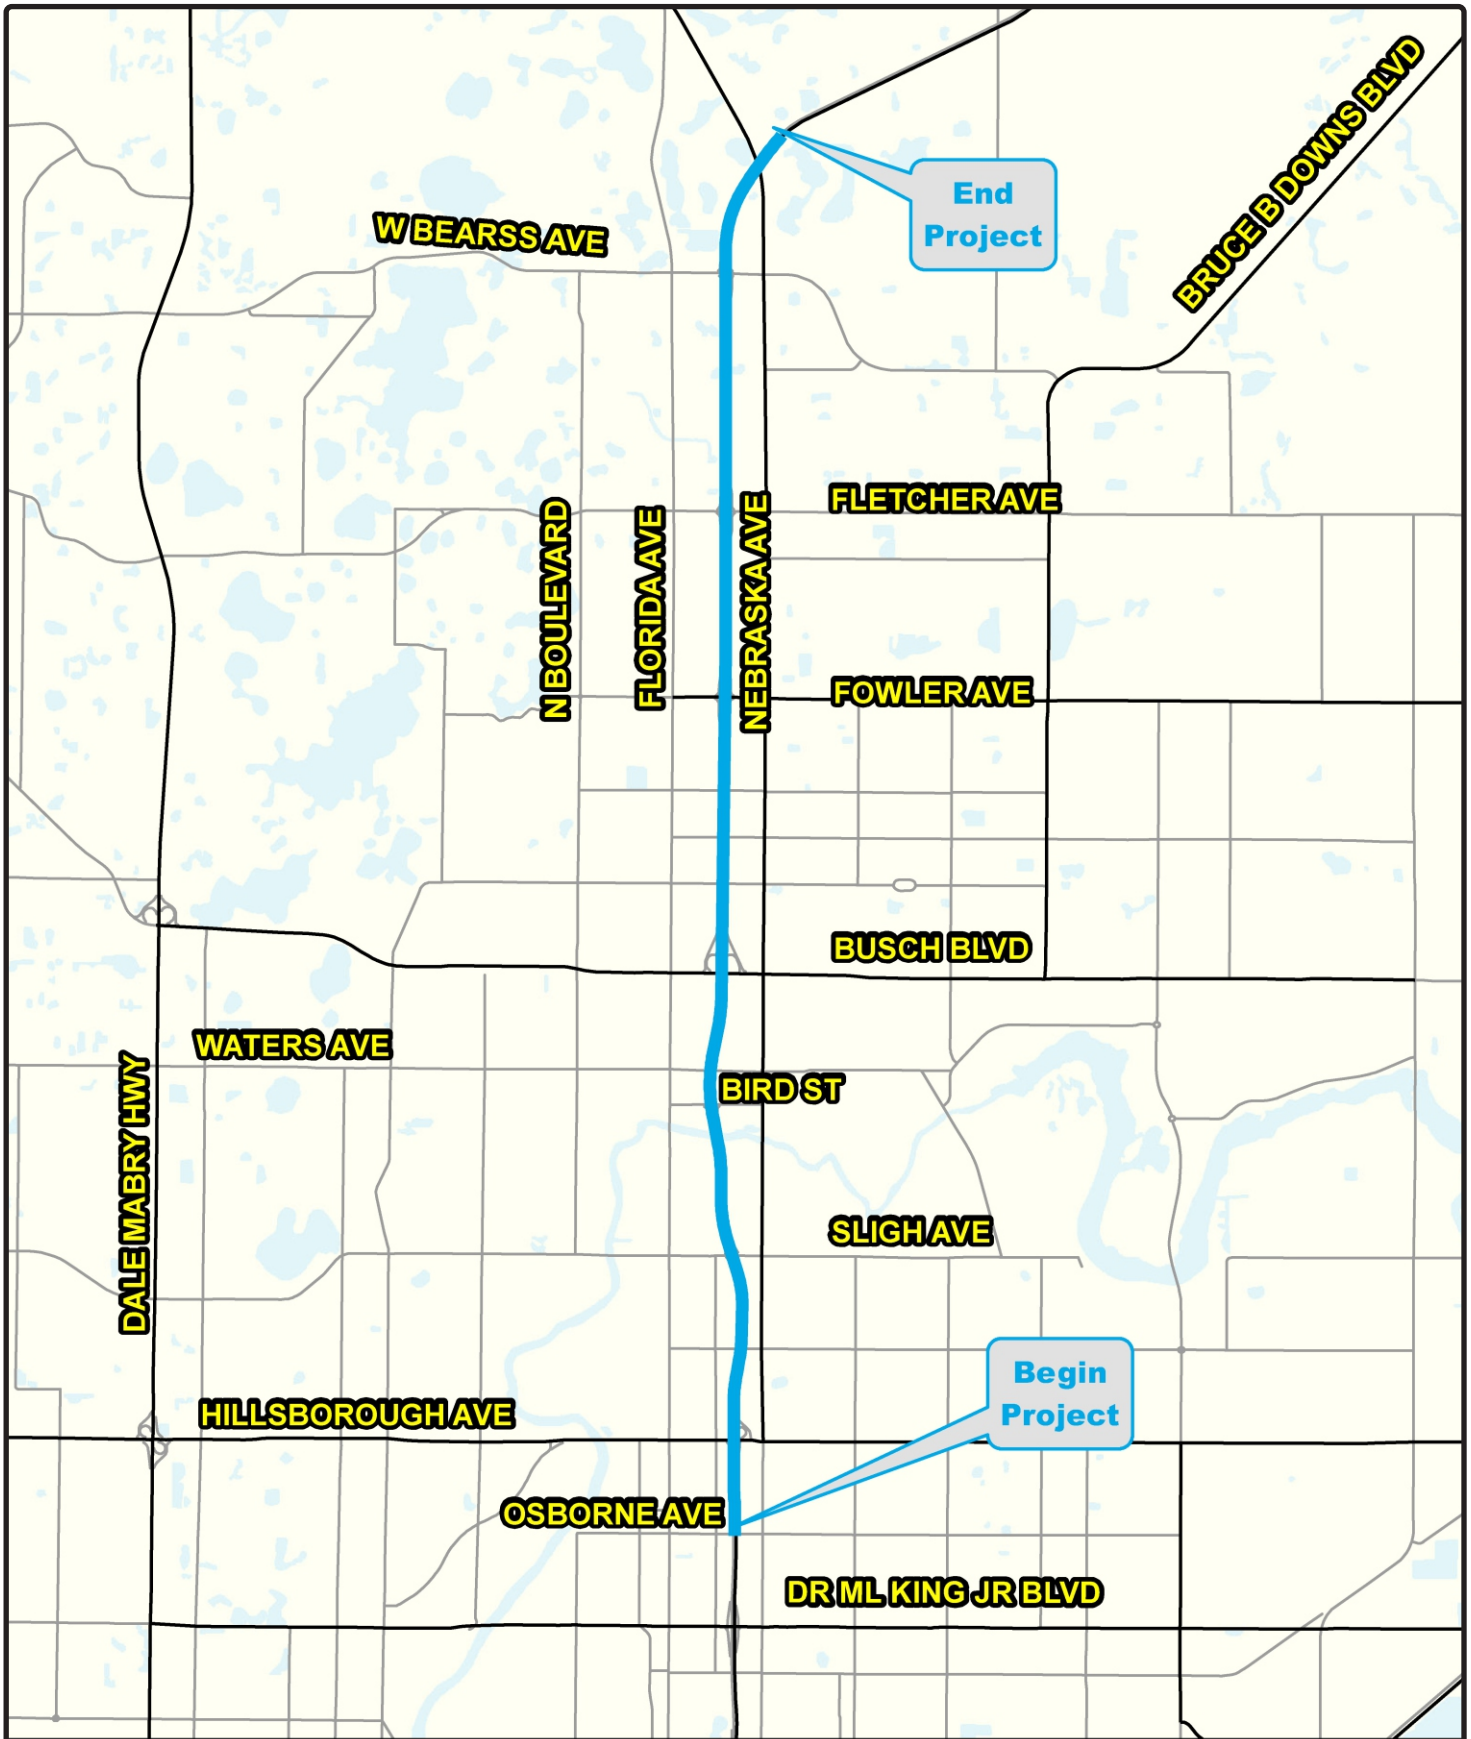 BRUCE B DOWNS BLVD
End
Project
W BEARSS AVE
FLETCHER AVE
N BOULEVARD
FLORIDA AVE
NEBRASKA AVE
FOWLER AVE
BUSCH BLVD
WATERS AVE
BIRD ST
DALE MABRY HWY
SLIGH AVE
Begin
Project
HILLSBOROUGH AVE
OSBORNE AVE
DR ML KING JR BLVD